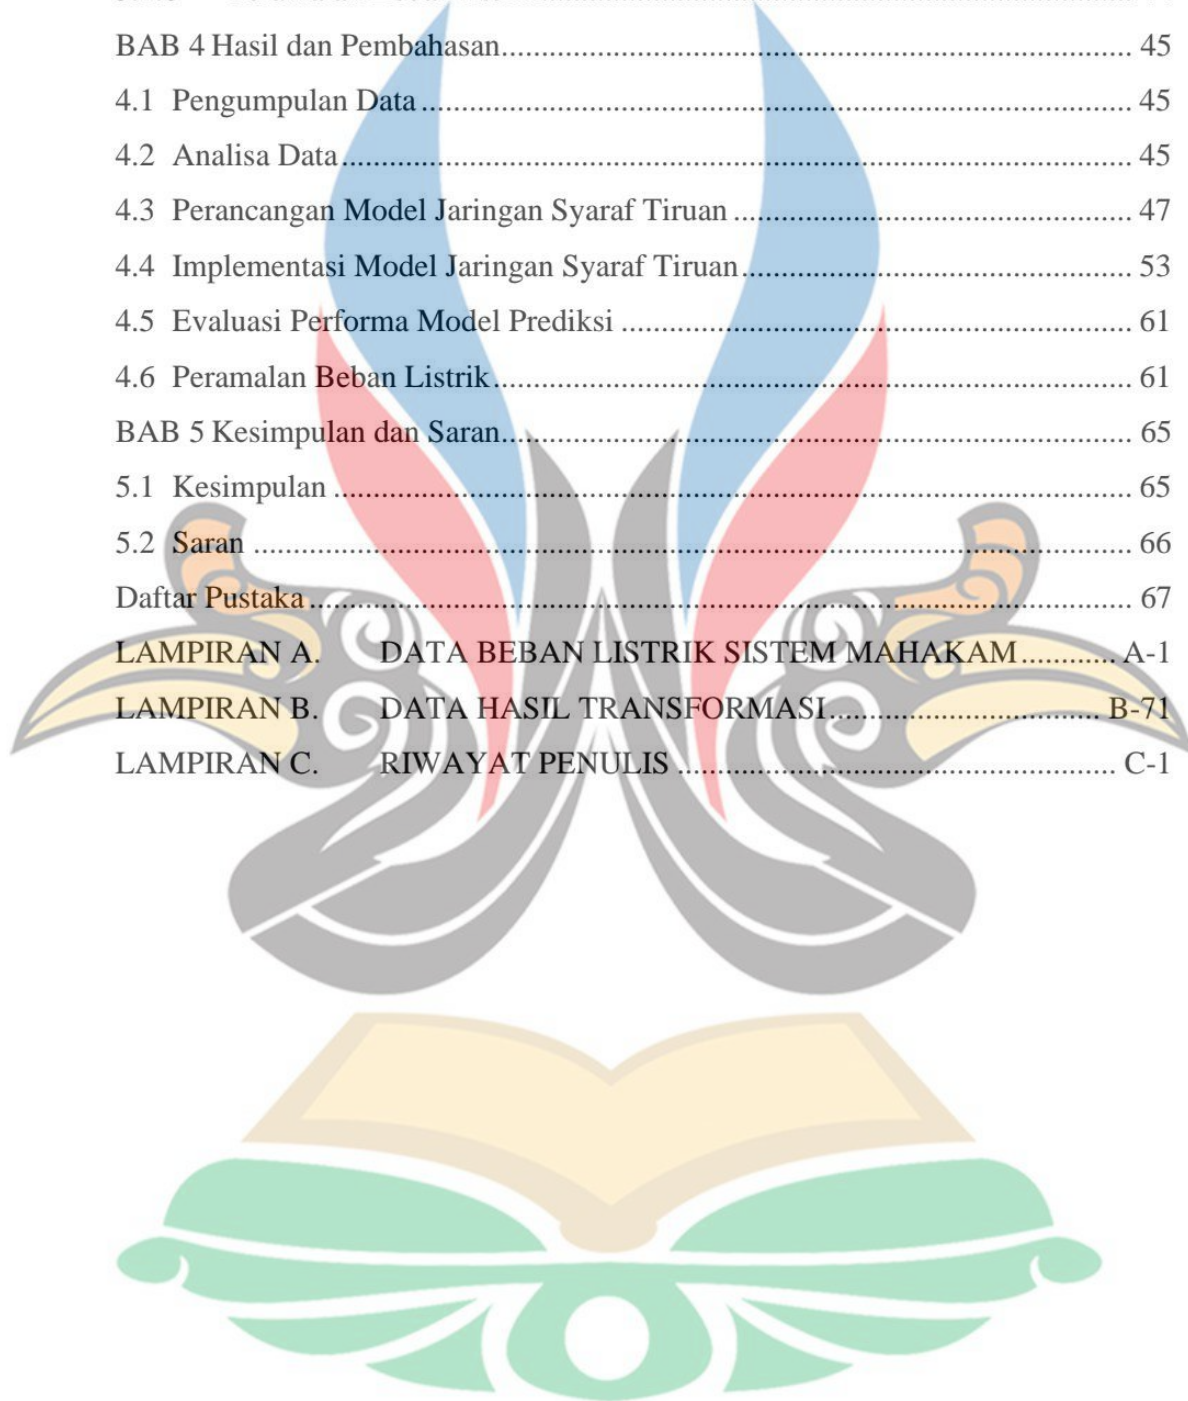 BAB 4 Hasil dan Pembahasan.................................................................................. 45
4.1 Pengumpulan Data............................................................................................ 45
4.2 Analisa Data...................................................................................................... 45
4.3 Perancangan Model Jaringan Syaraf Tiruan .................................................... 47
4.4 Implementasi Model Jaringan Syaraf Tiruan................................................... 53
4.5 Evaluasi Performa Model Prediksi .................................................................. 61
4.6 Peramalan Beban Listrik................................................................................... 61
BAB 5 Kesimpulan dan Saran.................................................................................. 65
5.1 Kesimpulan ....................................................................................................... 65
5.2 Saran ................................................................................................................. 66
Daftar Pustaka.......................................................................................................... 67
LAMPIRAN A. DATA BEBAN LISTRIK SISTEM MAHAKAM............ A-1
LAMPIRAN B. DATA HASIL TRANSFORMASI................................... B-71
LAMPIRAN C. RIWAYAT PENULIS ........................................................ C-1